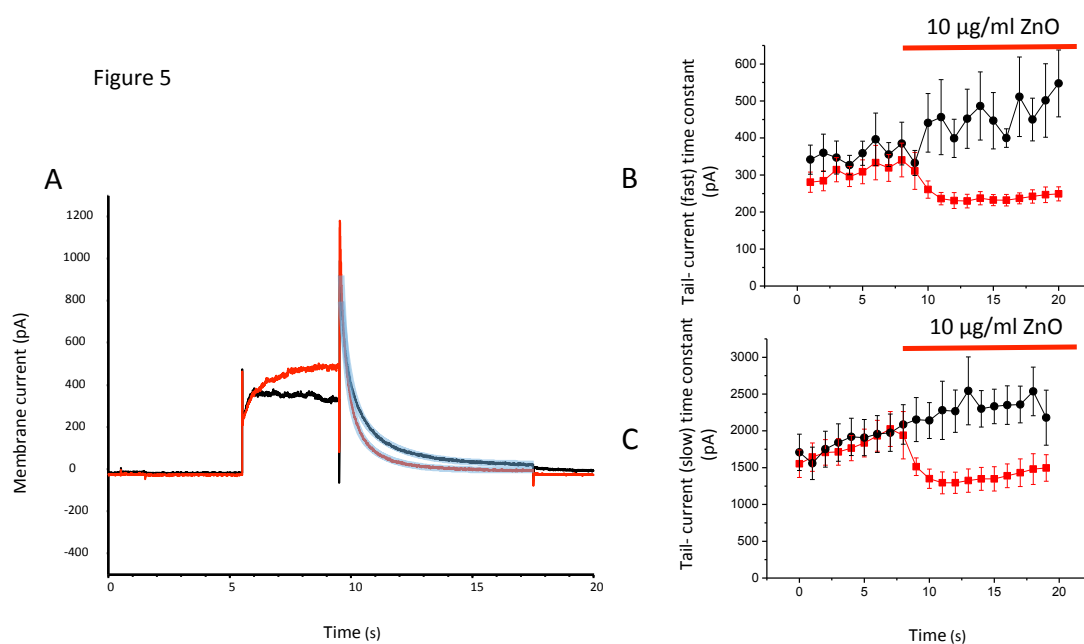 Figure 5
A
Membrane current (pA)
1200
1000
800
600
400
200
0
-200
-400
0
5
10
15
20
Time (s)
10 µg/ml ZnO
B
Tail- current (fast) time constant
(pA)
600
500
400
300
200
100
0
0
5
10
15
20
10 µg/ml ZnO
C
Tail- current (slow) time constant
(pA)
3000
2500
2000
1500
1000
500
0
0
5
10
15
20
Time (s)